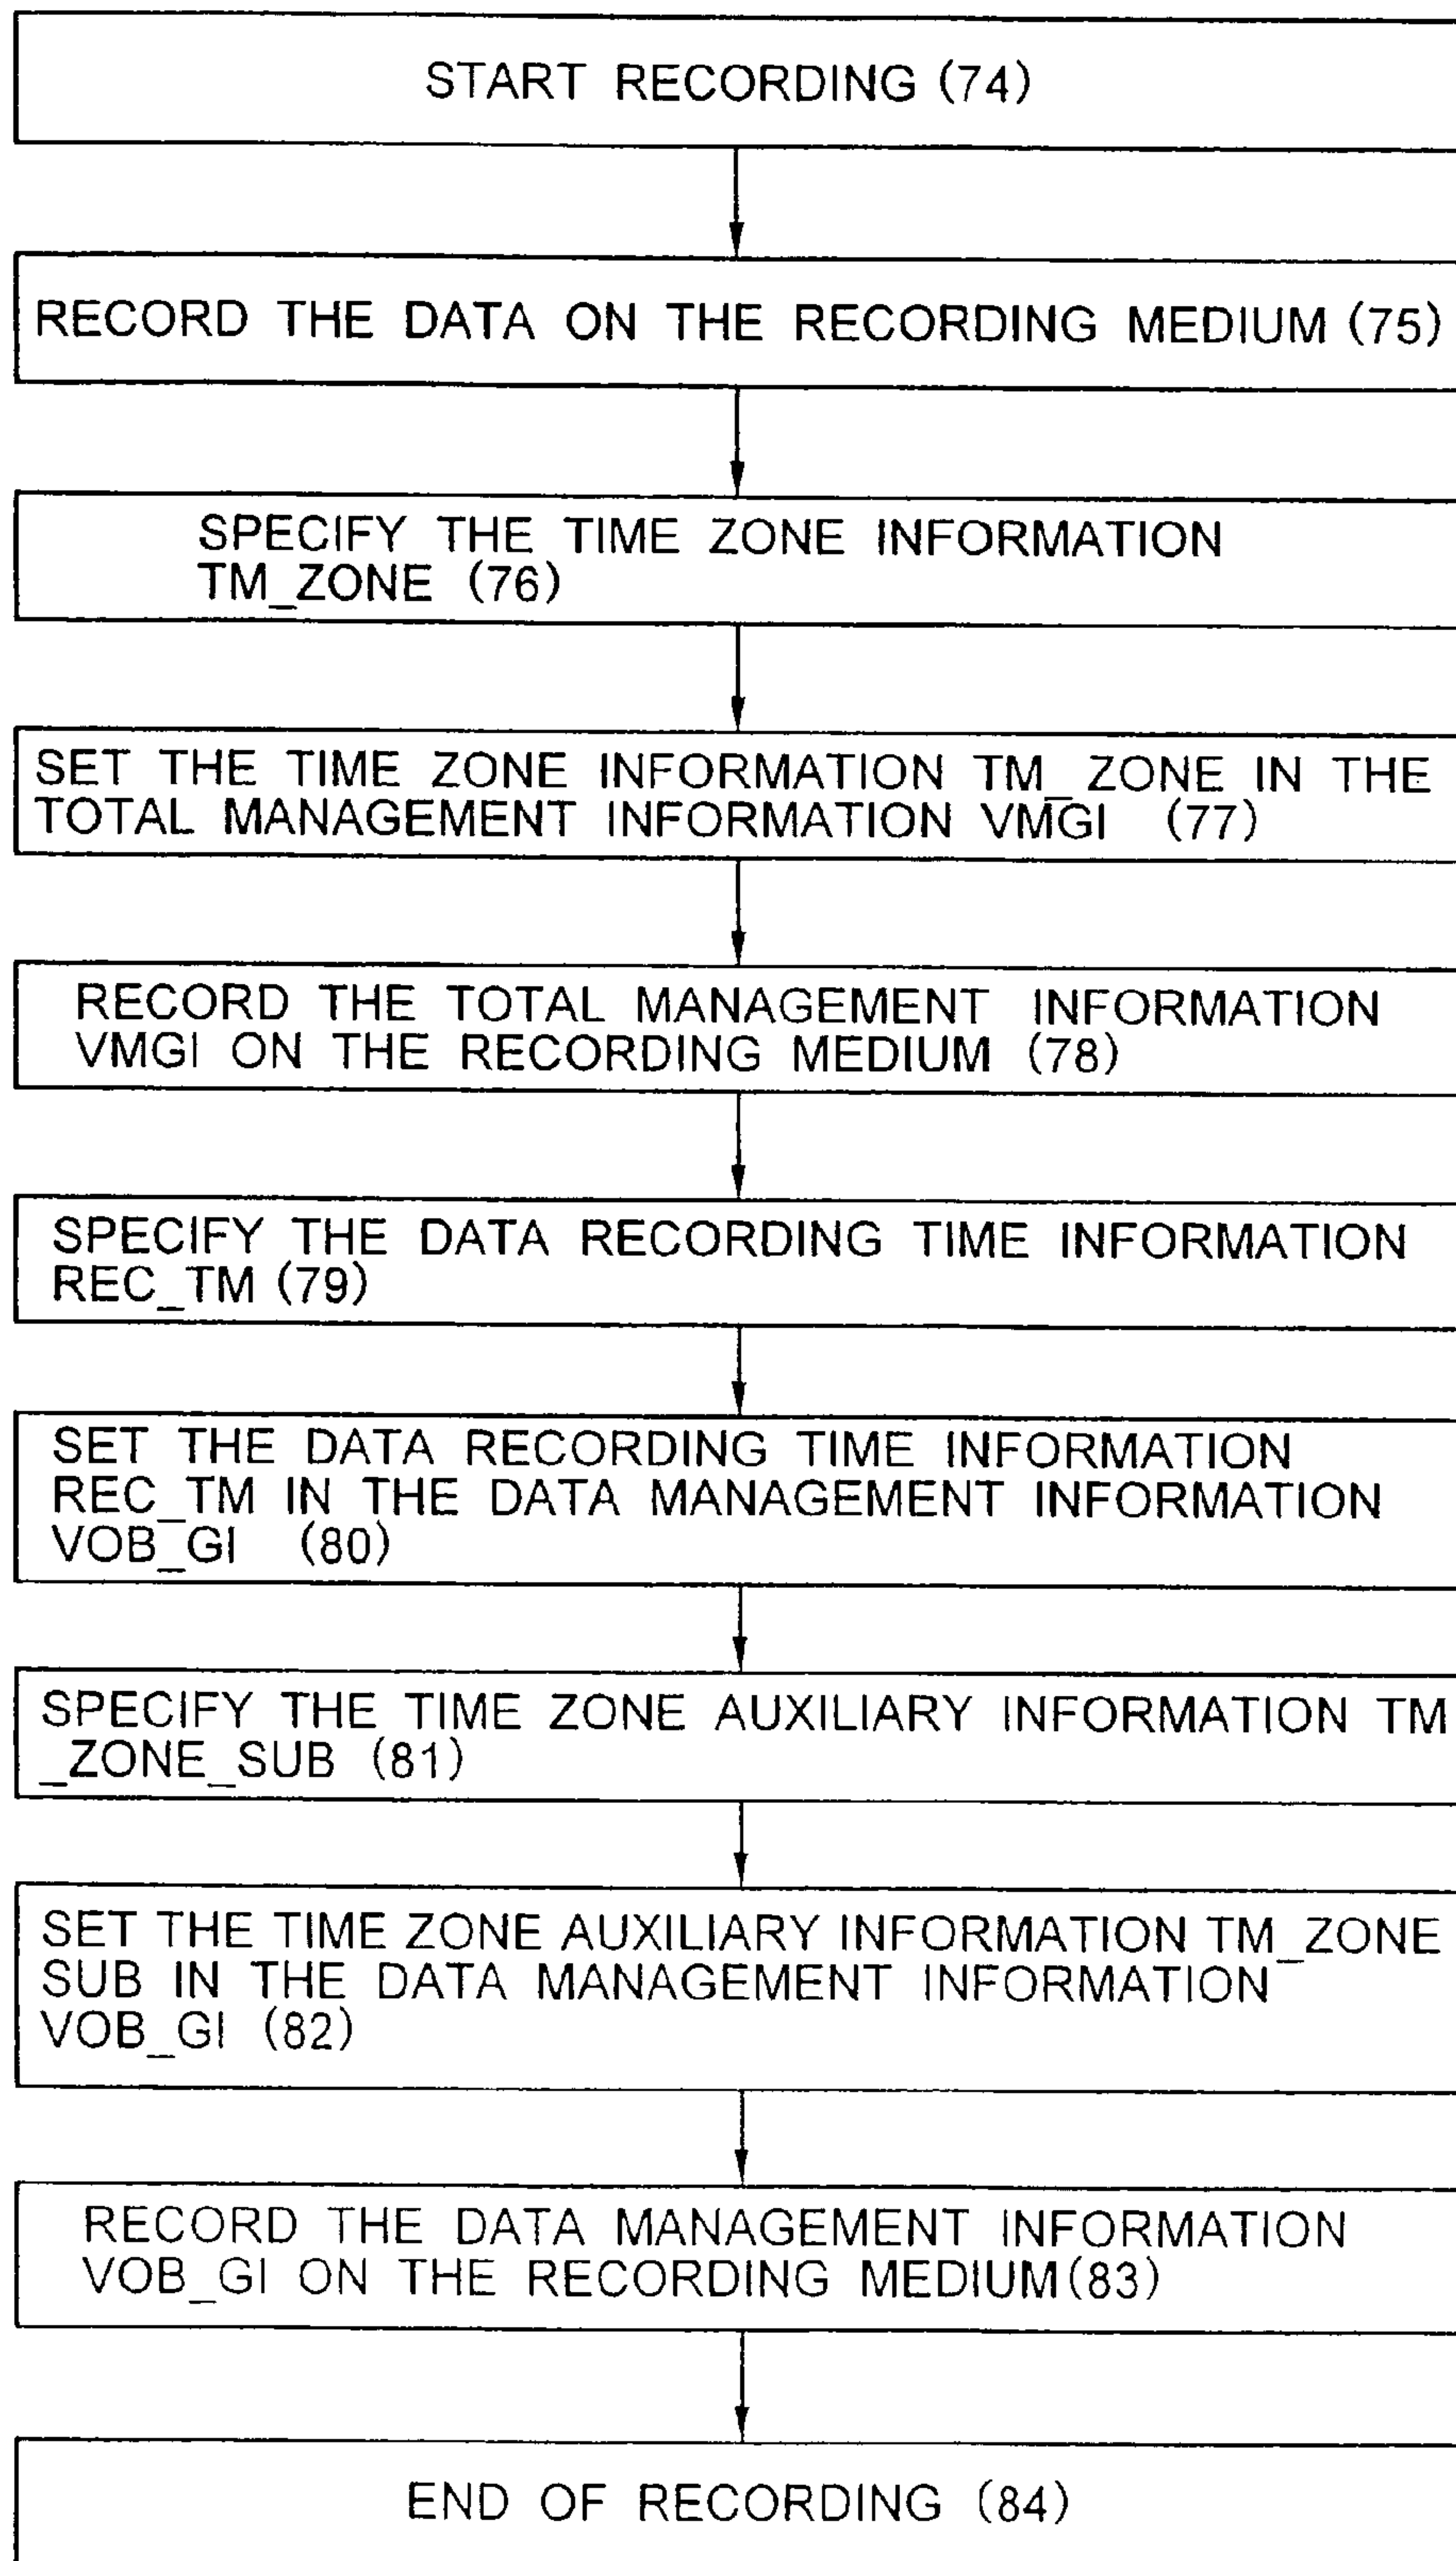 START RECORDING (74)
RECORD THE DATA ON THE RECORDING MEDIUM (75)
SPECIFY THE TIME ZONE INFORMATION
TM_ZONE (76)
SET THE TIME ZONE INFORMATION TM_ZONE IN THE
TOTAL MANAGEMENT INFORMATION VMGI (77)
RECORD THE TOTAL MANAGEMENT INFORMATION
VMGI ON THE RECORDING MEDIUM (78)
SPECIFY THE DATA RECORDING TIME INFORMATION
REC_TM (79)
SET THE DATA RECORDING TIME INFORMATION
REC_TM IN THE DATA MANAGEMENT INFORMATION
VOB_GI (80)
SPECIFY THE TIME ZONE AUXILIARY INFORMATION TM
_ZONE_SUB (81)
SET THE TIME ZONE AUXILIARY INFORMATION TM_ZONE
SUB IN THE DATA MANAGEMENT INFORMATION
VOB_GI (82)
RECORD THE DATA MANAGEMENT INFORMATION
VOB_GI ON THE RECORDING MEDIUM(83)
END OF RECORDING (84)